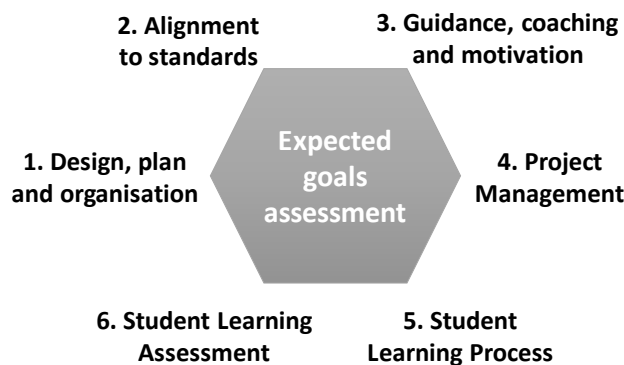 2. Alignment
to standards
3. Guidance, coaching
and motivation
1. Design, plan
and organisation
Expected
goals
assessment
4. Project
Management
6. Student Learning
Assessment
5. Student
Learning Process